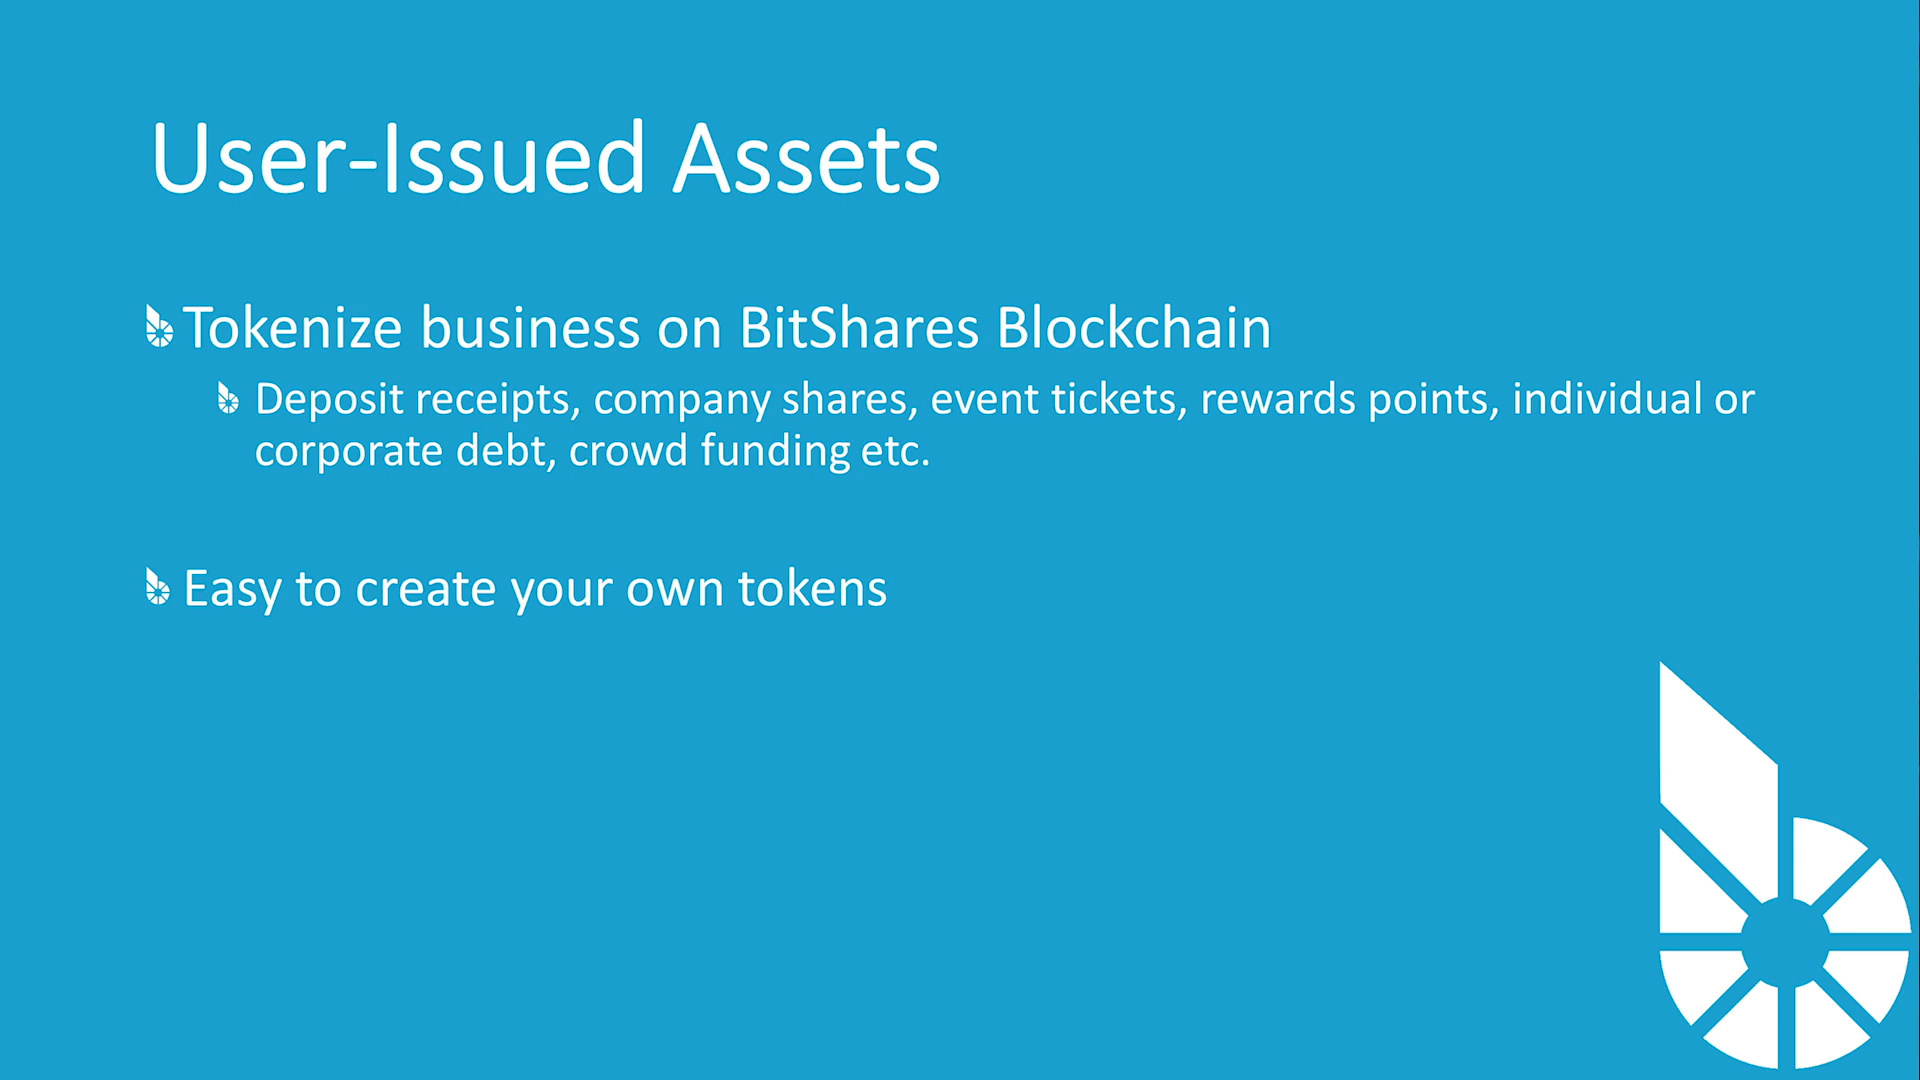 User-Issued Assets
Tokenize business on BitShares Blockchain
Deposit receipts, company shares, event tickets, rewards points, individual or
corporate debt, crowd funding etc.
Easy to create your own tokens